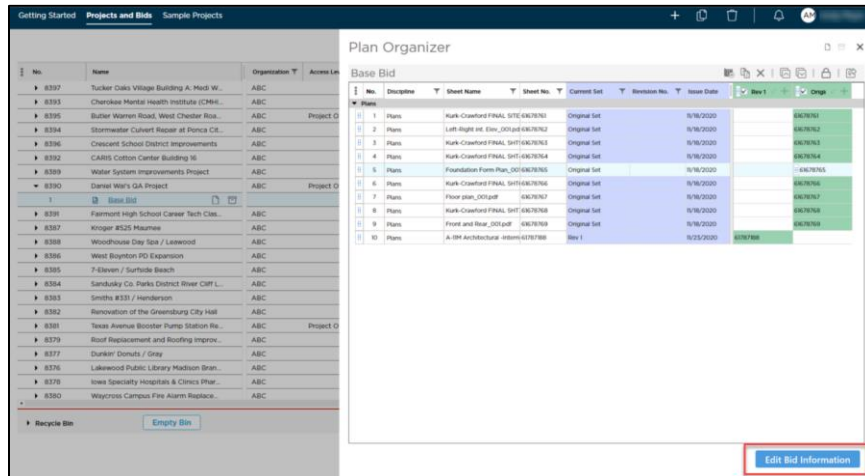 Getting Started Projects and Bids Sample Projects AM
Plan Organizer
Base Bid
No. Name Organization Access Lev
No. Discipline Sheet Name Sheet No. Current Set Revision No. Issue Date Rev 1 Origi
Plans
8397 Tucker Oaks Village Building A: Medi W... ABC
8393 Cherokee Mental Health Institute (CMHI... ABC
8395 Butler Warren Road, West Chester Roa... ABC Project O
8394 Stormwater Culvert Repair at Ponca Cit... ABC
8396 Crescent School District Improvements ABC
8392 CARIS Cotton Center Building 16 ABC
8389 Water System Improvements Project ABC
8390 Daniel Wai's QA Project ABC Project O
1 Base Bid
8391 Fairmont High School Career Tech Clas... ABC
8387 Kroger #525 Maumee ABC
8388 Woodhouse Day Spa / Leawood ABC
8386 West Boynton PD Expansion ABC
8385 7-Eleven / Surfside Beach ABC
8384 Sandusky Co. Parks District River Cliff L... ABC
8383 Smiths #331 / Henderson ABC
8382 Renovation of the Greensburg City Hall ABC
8381 Texas Avenue Booster Pump Station Re... ABC Project O
8379 Roof Replacement and Roofing Improv... ABC
8377 Dunkin' Donuts / Gray ABC
8376 Lakewood Public Library Madison Bran... ABC
8378 Iowa Specialty Hospitals & Clinics Phar... ABC
8380 Waycross Campus Fire Alarm Replace... ABC
Recycle Bin Empty Bin
1 Plans Kurk-Crawford FINAL SITE 61678761 Original Set 11/18/2020 61678761
2 Plans Left-Right Int. Elev_001.pdf 61678762 Original Set 11/18/2020 61678762
3 Plans Kurk-Crawford FINAL SHT 61678763 Original Set 11/18/2020 61678763
4 Plans Kurk-Crawford FINAL SHT 61678764 Original Set 11/18/2020 61678764
5 Plans Foundation Form Plan_001 61678765 Original Set 11/18/2020 61678765
6 Plans Kurk-Crawford FINAL SHT 61678766 Original Set 11/18/2020 61678766
7 Plans Floor plan_001.pdf 61678767 Original Set 11/18/2020 61678767
8 Plans Kurk-Crawford FINAL SHT 61678768 Original Set 11/18/2020 61678768
9 Plans Front and Rear_001.pdf 61678769 Original Set 11/18/2020 61678769
10 Plans A-111M Architectural -Intern 61787188 Rev 1 11/23/2020 61787188
Edit Bid Information